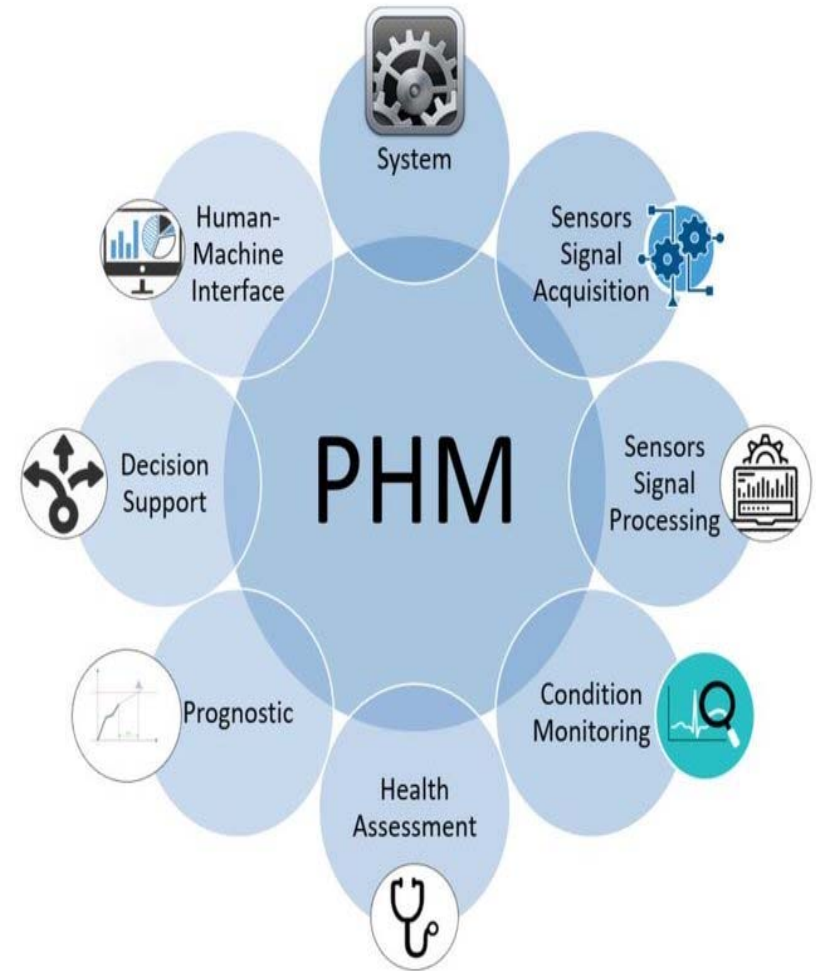 System
Sensors
Signal
Acquisition
Sensors
Signal
Processing
Condition
Monitoring
Health
Assessment
Prognostic
Decision
Support
Human-
Machine
Interface
PHM